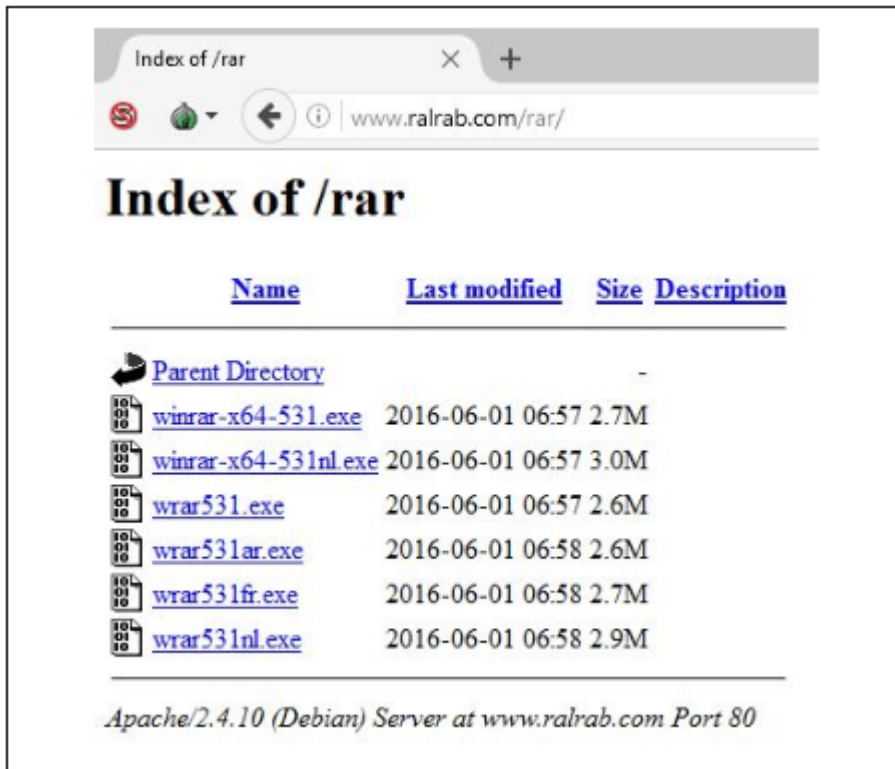 Index of /rar
www.ralrab.com/rar/
Index of /rar
Name Last modified Size Description
Parent Directory -
winrar-x64-531.exe 2016-06-01 06:57 2.7M
winrar-x64-531nl.exe 2016-06-01 06:57 3.0M
wrar531.exe 2016-06-01 06:57 2.6M
wrar531ar.exe 2016-06-01 06:58 2.6M
wrar531fr.exe 2016-06-01 06:58 2.7M
wrar531nl.exe 2016-06-01 06:58 2.9M
Apache/2.4.10 (Debian) Server at www.ralrab.com Port 80